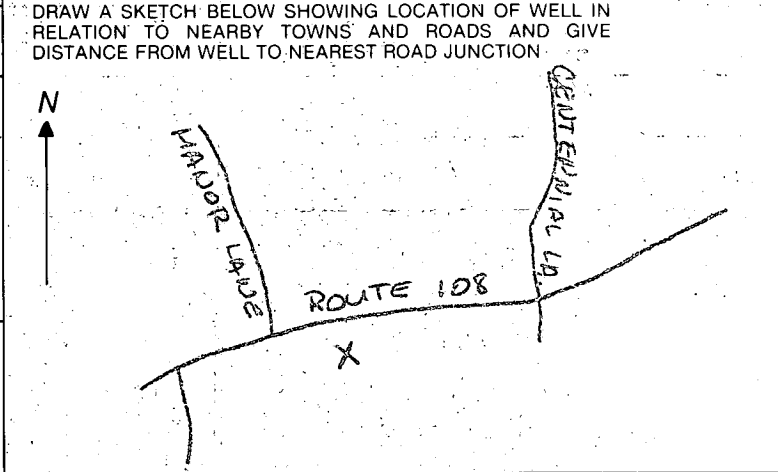 DRAW A SKETCH BELOW SHOWING LOCATION OF WELL IN
RELATION TO NEARBY TOWNS AND ROADS AND GIVE
DISTANCE FROM WELL TO NEAREST ROAD JUNCTION
N
MANOR LANE
CENTENNIAL LA.
ROUTE 108
X